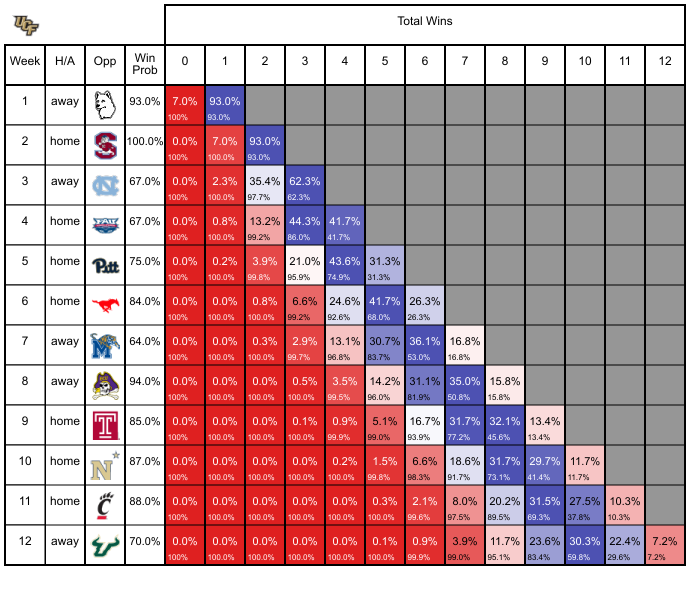 UCF
Total Wins
Week H/A Opp Win Prob 0 1 2 3 4 5 6 7 8 9 10 11 12
1 away 93.0% 7.0% 93.0%
100% 93.0%
2 home S 100.0% 0.0% 7.0% 93.0%
100% 100.0% 93.0%
3 away NC 67.0% 0.0% 2.3% 35.4% 62.3%
100% 100.0% 97.7% 62.3%
4 home FAU 67.0% 0.0% 0.8% 13.2% 44.3% 41.7%
100% 100.0% 99.2% 86.0% 41.7%
5 home Pitt 75.0% 0.0% 0.2% 3.9% 21.0% 43.6% 31.3%
100% 100.0% 99.8% 95.9% 74.9% 31.3%
6 home 84.0% 0.0% 0.0% 0.8% 6.6% 24.6% 41.7% 26.3%
100% 100.0% 100.0% 99.2% 92.6% 68.0% 26.3%
7 away M 64.0% 0.0% 0.0% 0.3% 2.9% 13.1% 30.7% 36.1% 16.8%
100% 100.0% 100.0% 99.7% 96.8% 83.7% 53.0% 16.8%
8 away 94.0% 0.0% 0.0% 0.0% 0.5% 3.5% 14.2% 31.1% 35.0% 15.8%
100% 100.0% 100.0% 100.0% 99.5% 96.0% 81.9% 50.8% 15.8%
9 home T 85.0% 0.0% 0.0% 0.0% 0.1% 0.9% 5.1% 16.7% 31.7% 32.1% 13.4%
100% 100.0% 100.0% 100.0% 99.9% 99.0% 93.9% 77.2% 45.6% 13.4%
10 home N 87.0% 0.0% 0.0% 0.0% 0.0% 0.2% 1.5% 6.6% 18.6% 31.7% 29.7% 11.7%
100% 100.0% 100.0% 100.0% 100.0% 99.8% 98.3% 91.7% 73.1% 41.4% 11.7%
11 home C 88.0% 0.0% 0.0% 0.0% 0.0% 0.0% 0.3% 2.1% 8.0% 20.2% 31.5% 27.5% 10.3%
100% 100.0% 100.0% 100.0% 100.0% 100.0% 99.6% 97.5% 89.5% 69.3% 37.8% 10.3%
12 away 70.0% 0.0% 0.0% 0.0% 0.0% 0.0% 0.1% 0.9% 3.9% 11.7% 23.6% 30.3% 22.4% 7.2%
100% 100.0% 100.0% 100.0% 100.0% 100.0% 99.9% 99.0% 95.1% 83.4% 59.8% 29.6% 7.2%